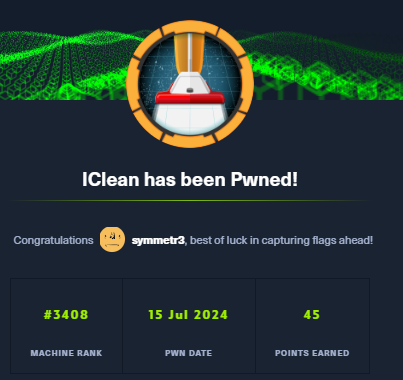 IClean has been Pwned!
Congratulations symmetr3, best of luck in capturing flags ahead!
#3408 15 Jul 2024 45
MACHINE RANK PWN DATE POINTS EARNED